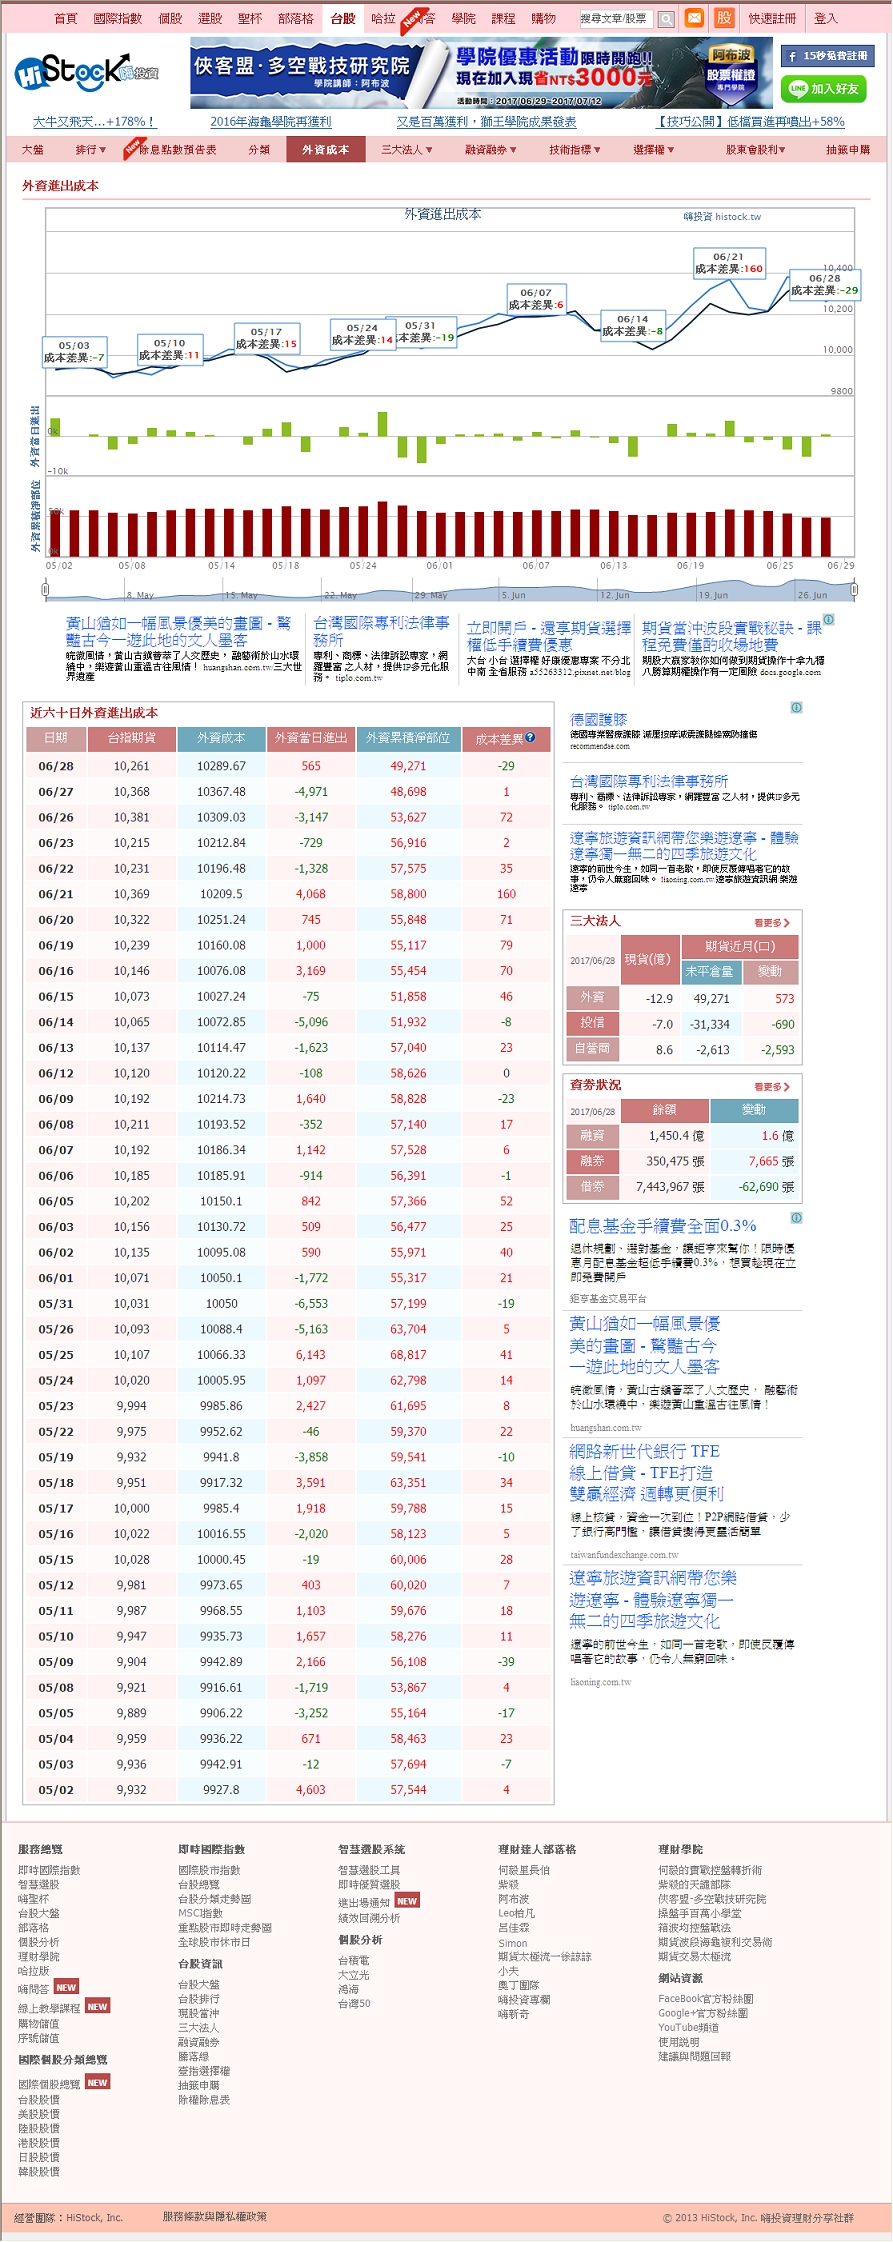 首頁 國際指數 個股 選股 聖杯 部落格 台股 哈拉 New 問答 學院 課程 購物 搜尋文章/股票 股 快速註冊 登入
HiStock嗨投資
俠客盟‧多空戰技研究院
學院講師：阿布波
學院優惠活動限時開跑!!
現在加入現省NT$3000元
活動時間：2017/06/29~2017/07/12
阿布波
股票權證
專門學院
15秒免費註冊
LINE 加入好友
大牛又飛天...+178%！ 2016年海龜學院再獲利 又是百萬獲利，獅王學院成果發表 【技巧公開】低檔買進再噴出+58%
大盤 排行▼ New 除息點數預告表 分類 外資成本 三大法人▼ 融資融券▼ 技術指標▼ 選擇權▼ 股東會股利▼ 抽籤申購
外資進出成本
外資進出成本
嗨投資 histock.tw
05/03
成本差異:-7
05/10
成本差異:11
05/17
成本差異:15
05/24
成本差異:14
05/31
成本差異:-19
06/07
成本差異:6
06/14
成本差異:-8
06/21
成本差異:160
06/28
成本差異:-29
10,400
10,200
10,000
9800
外資當日進出
0k
-10k
外資累積淨部位
50k
0k
05/02 05/08 05/14 05/18 05/24 06/01 06/07 06/13 06/19 06/25 06/29
8. May 15. May 22. May 29. May 5. Jun 12. Jun 19. Jun 26. Jun
黃山猶如一幅風景優美的畫圖 - 驚
豔古今一遊此地的文人墨客
皖徽風情，黃山古鎮薈萃了人文歷史， 融藝術於山水環
繞中，樂遊黃山重溫古往風情！ huangshan.com.tw/三大世
界遺產
台灣國際專利法律事
務所
專利、商標、法律訴訟專家，網
羅豐富之人材，提供IP多元化服
務。 tiplo.com.tw
立即開戶 - 還享期貨選擇
權低手續費優惠
大台 小台 選擇權 好康優惠專案 不分北
中南 全省服務 a55263312.pixnet.net/blog
期貨當沖波段實戰秘訣 - 課
程免費僅酌收場地費
期股大贏家教你如何做到期貨操作十拿九穩
八勝算期權操作有一定風險 docs.google.com
近六十日外資進出成本
日期 台指期貨 外資成本 外資當日進出 外資累積淨部位 成本差異?
06/28 10,261 10289.67 565 49,271 -29
06/27 10,368 10367.48 -4,971 48,698 1
06/26 10,381 10309.03 -3,147 53,627 72
06/23 10,215 10212.84 -729 56,916 2
06/22 10,231 10196.48 -1,328 57,575 35
06/21 10,369 10209.5 4,068 58,800 160
06/20 10,322 10251.24 745 55,848 71
06/19 10,239 10160.08 1,000 55,117 79
06/16 10,146 10076.08 3,169 55,454 70
06/15 10,073 10027.24 -75 51,858 46
06/14 10,065 10072.85 -5,096 51,932 -8
06/13 10,137 10114.47 -1,623 57,040 23
06/12 10,120 10120.22 -108 58,626 0
06/09 10,192 10214.73 1,640 58,828 -23
06/08 10,211 10193.52 -352 57,140 17
06/07 10,192 10186.34 1,142 57,528 6
06/06 10,185 10185.91 -914 56,391 -1
06/05 10,202 10150.1 842 57,366 52
06/03 10,156 10130.72 509 56,477 25
06/02 10,135 10095.08 590 55,971 40
06/01 10,071 10050.1 -1,772 55,317 21
05/31 10,031 10050 -6,553 57,199 -19
05/26 10,093 10088.4 -5,163 63,704 5
05/25 10,107 10066.33 6,143 68,817 41
05/24 10,020 10005.95 1,097 62,798 14
05/23 9,994 9985.86 2,427 61,695 8
05/22 9,975 9952.62 -46 59,370 22
05/19 9,932 9941.8 -3,858 59,541 -10
05/18 9,951 9917.32 3,591 63,351 34
05/17 10,000 9985.4 1,918 59,788 15
05/16 10,022 10016.55 -2,020 58,123 5
05/15 10,028 10000.45 -19 60,006 28
05/12 9,981 9973.65 403 60,020 7
05/11 9,987 9968.55 1,103 59,676 18
05/10 9,947 9935.73 1,657 58,276 11
05/09 9,904 9942.89 2,166 56,108 -39
05/08 9,921 9916.61 -1,719 53,867 4
05/05 9,889 9906.22 -3,252 55,164 -17
05/04 9,959 9936.22 671 58,463 23
05/03 9,936 9942.91 -12 57,694 -7
05/02 9,932 9927.8 4,603 57,544 4
德國護膝
德國專業醫療護膝 減壓按摩減震護腿蝰窩防撞傷
recommendsse.com
台灣國際專利法律事務所
專利、商標、法律訴訟專家，網羅豐富之人材，提供IP多元
化服務。 tiplo.com.tw
遼寧旅遊資訊網帶您樂遊遼寧 - 體驗
遼寧獨一無二的四季旅遊文化
遼寧的前世今生，如同一首老歌，即使反覆傳唱著它的故
事，仍令人無窮回味。 liaoning.com.tw/遼寧旅遊資訊網/樂遊
遼寧
三大法人 看更多
2017/06/28 現貨(億) 期貨近月(口)
未平倉量 變動
外資 -12.9 49,271 573
投信 -7.0 -31,334 -690
自營商 8.6 -2,613 -2,593
資券狀況 看更多
2017/06/28 餘額 變動
融資 1,450.4 億 1.6 億
融券 350,475 張 7,665 張
借券 7,443,967 張 -62,690 張
配息基金手續費全面0.3%
退休規劃、選對基金，讓鉅亨來幫你！限時優
惠月配息基金超低手續費0.3%，想買趁現在立
即免費開戶
鉅亨基金交易平台
黃山猶如一幅風景優
美的畫圖 - 驚豔古今
一遊此地的文人墨客
皖徽風情，黃山古鎮薈萃了人文歷史， 融藝術
於山水環繞中，樂遊黃山重溫古往風情！
huangshan.com.tw
網路新世代銀行 TFE
線上借貸 - TFE打造
雙贏經濟 週轉更便利
線上核貸，資金一次到位！P2P網路借貸，少
了銀行高門檻，讓借貸變得更靈活簡單
taiwanfundexchange.com.tw
遼寧旅遊資訊網帶您樂
遊遼寧 - 體驗遼寧獨一
無二的四季旅遊文化
遼寧的前世今生，如同一首老歌，即使反覆傳
唱著它的故事，仍令人無窮回味。
liaoning.com.tw
服務總覽
即時國際指數
智慧選股
嗨聖杯
台股大盤
部落格
個股分析
理財學院
哈拉版
嗨問答 NEW
線上教學課程 NEW
購物儲值
序號儲值
國際個股分類總覽
國際個股總覽 NEW
台股股價
美股股價
陸股股價
港股股價
日股股價
韓股股價
即時國際指數
國際股市指數
台股總覽
台股分類走勢圖
MSCI指數
重點股市即時走勢圖
全球股市休市日
台股資訊
台股大盤
台股排行
現股當沖
三大法人
融資融券
騰落線
臺指選擇權
抽籤申購
除權除息表
智慧選股系統
智慧選股工具
即時優質選股
進出場通知 NEW
績效回溯分析
個股分析
台積電
大立光
鴻海
台灣50
理財達人部落格
何毅里長伯
紫殺
阿布波
Leo槍凡
呂佳霖
Simon
期貨太極流一徐諒諒
小夫
奧丁團隊
嗨投資專欄
嗨新奇
理財學院
何毅的實戰控盤轉折術
紫殺的天護部隊
俠客盟-多空戰技研究院
操盤手百萬小學堂
箱波均控盤戰法
期貨波段海龜複利交易術
期貨交易太極流
網站資源
FaceBook官方粉絲團
Google+官方粉絲團
YouTube頻道
使用說明
建議與問題回報
經營團隊：HiStock, Inc. 服務條款與隱私權政策 © 2013 HiStock, Inc. 嗨投資理財分享社群